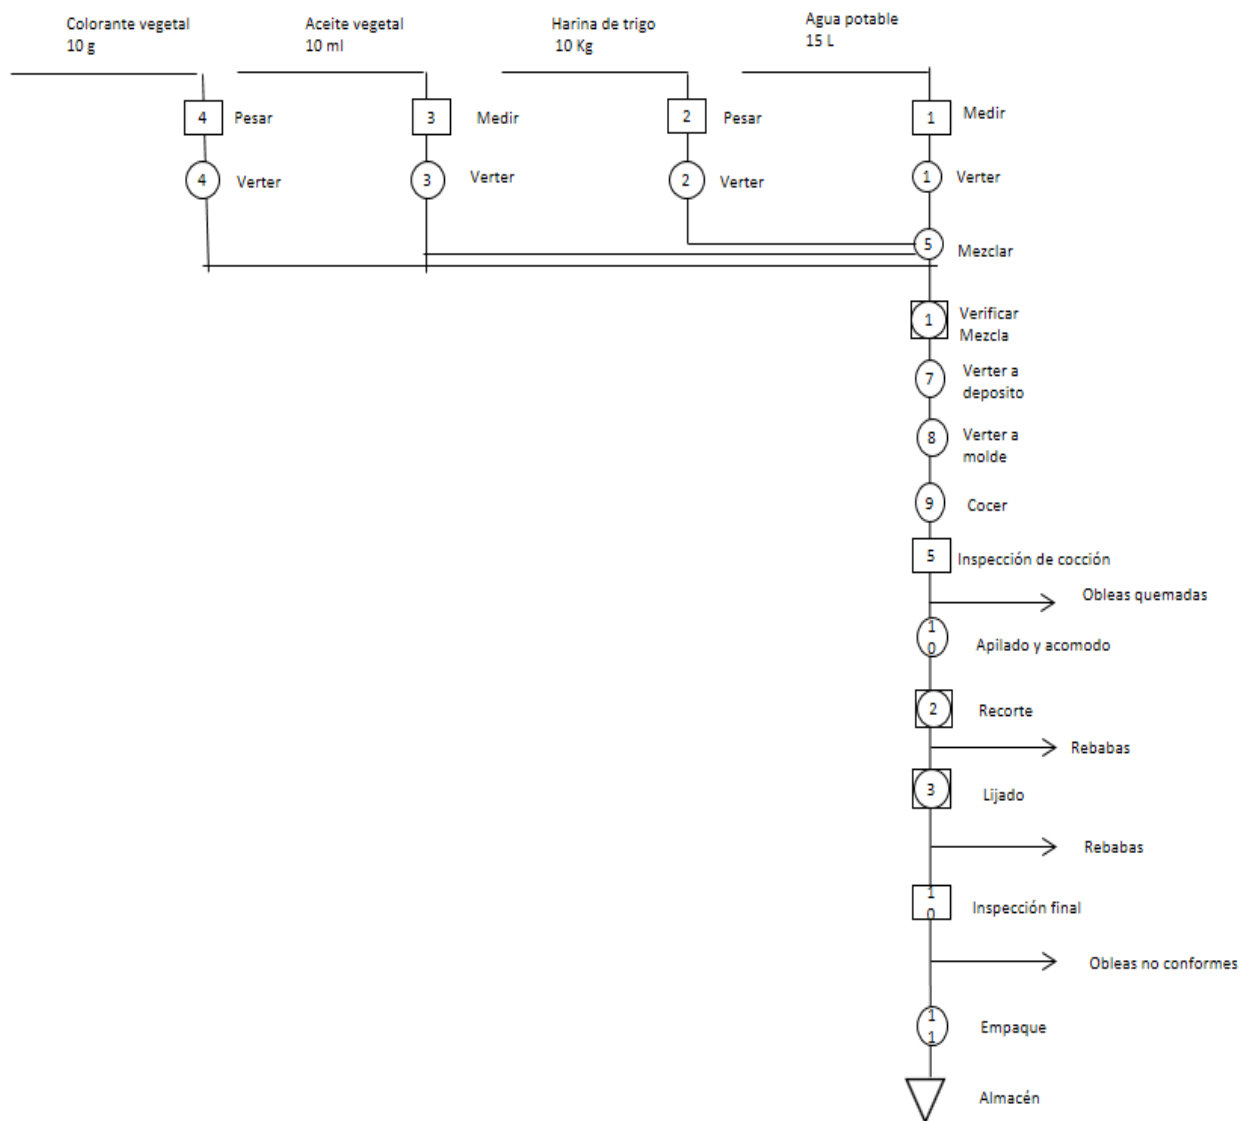 Colorante vegetal
10 g
Aceite vegetal
10 ml
Harina de trigo
10 Kg
Agua potable
15 L
4 Pesar
3 Medir
2 Pesar
1 Medir
4 Verter
3 Verter
2 Verter
1 Verter
5 Mezclar
1 Verificar
Mezcla
7 Verter a
deposito
8 Verter a
molde
9 Cocer
5 Inspección de cocción
Obleas quemadas
10 Apilado y acomodo
2 Recorte
Rebabas
3 Lijado
Rebabas
10 Inspección final
Obleas no conformes
11 Empaque
Almacén